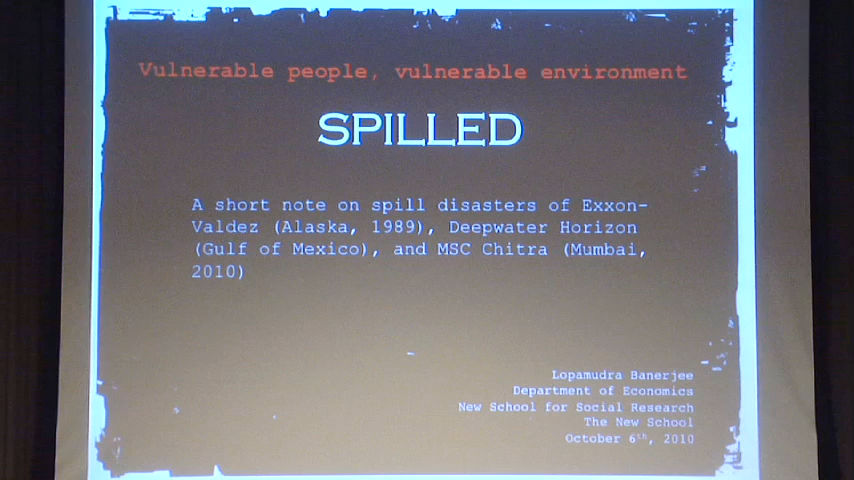 Vulnerable people, vulnerable environment
SPILLED
A short note on spill disasters of Exxon-
Valdez (Alaska, 1989), Deepwater Horizon
(Gulf of Mexico), and MSC Chitra (Mumbai,
2010)
Lopamudra Banerjee
Department of Economics
New School for Social Research
The New School
October 6th, 2010